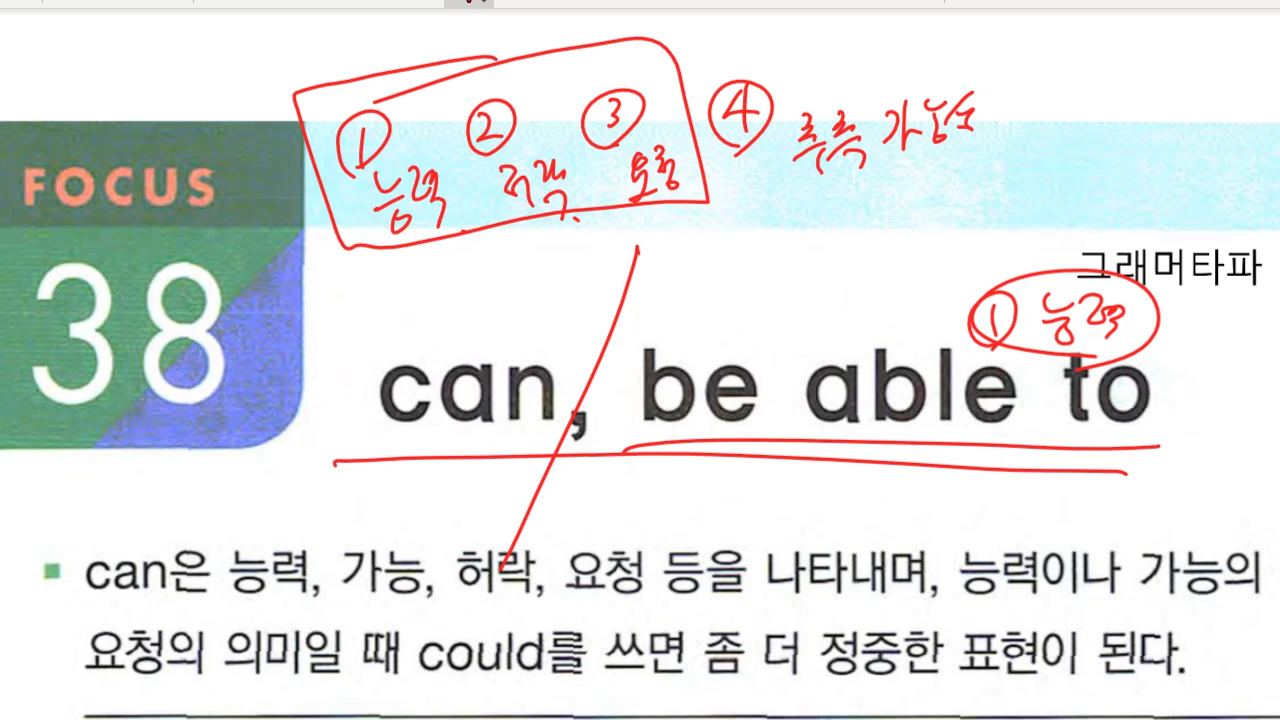 ① ② ③ ④ 추측 가능성
능력 허락 요청
FOCUS
38
그래머타파
① 능력
can, be able to
can은 능력, 가능, 허락, 요청 등을 나타내며, 능력이나 가능의
요청의 의미일 때 could를 쓰면 좀 더 정중한 표현이 된다.